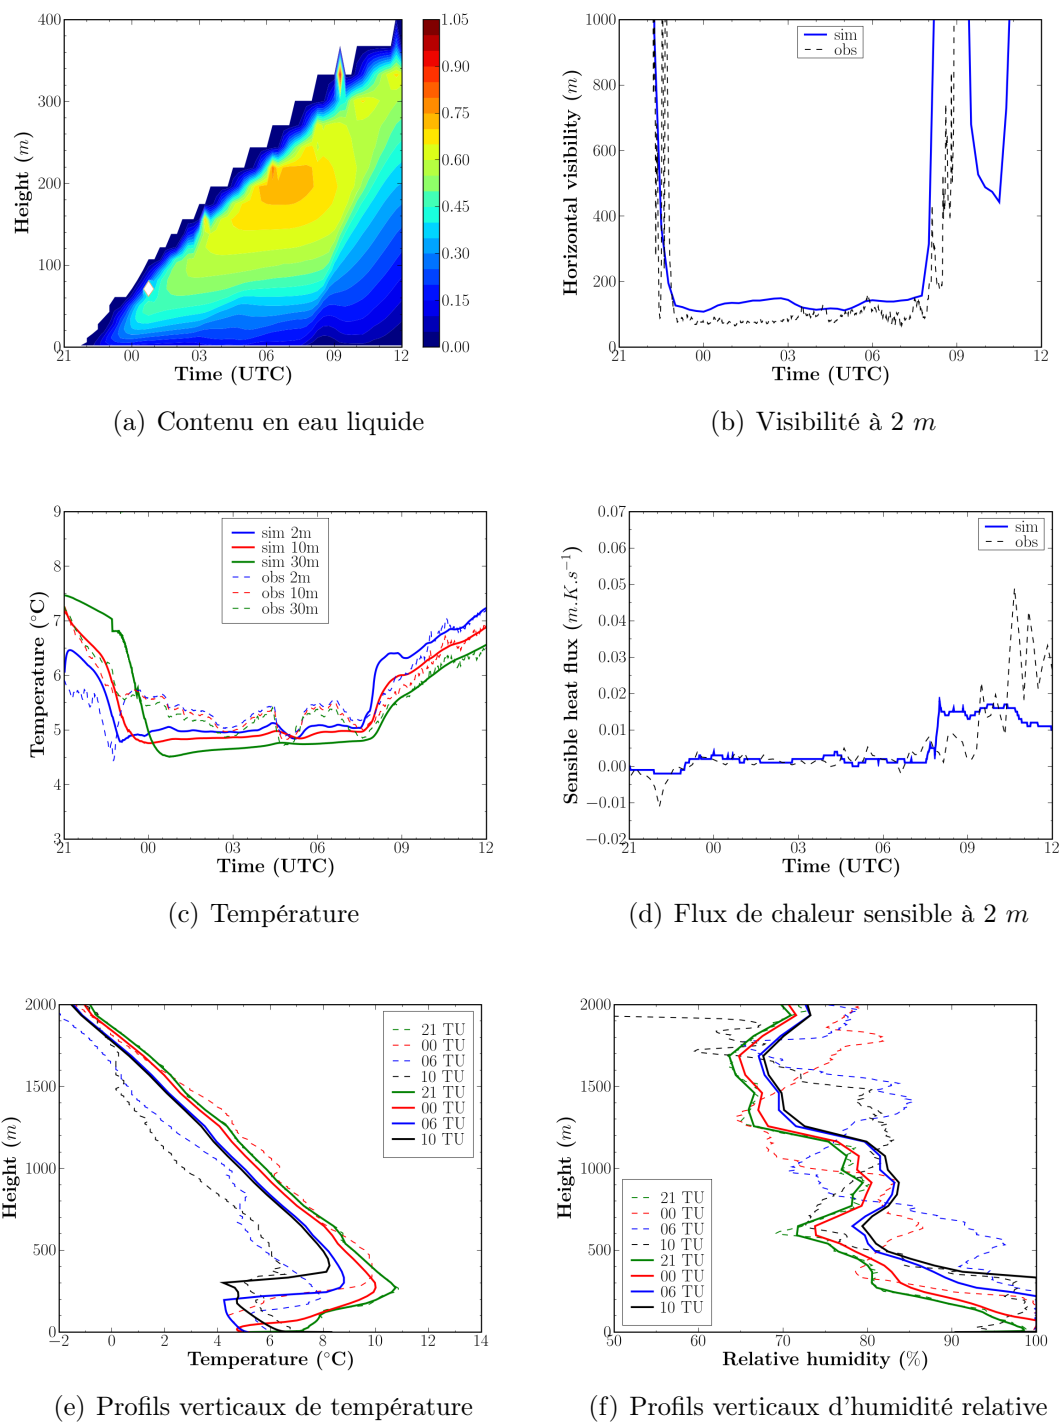 400
300
200
100
0
Height (m)
21 00 03 06 09 12
Time (UTC)
1.05
0.90
0.75
0.60
0.45
0.30
0.15
0.00
(a) Contenu en eau liquide
1000
800
600
400
200
0
Horizontal visibility (m)
sim
obs
21 00 03 06 09 12
Time (UTC)
(b) Visibilité à 2 m
9
8
7
6
5
4
3
Temperature (°C)
sim 2m
sim 10m
sim 30m
obs 2m
obs 10m
obs 30m
21 00 03 06 09 12
Time (UTC)
(c) Température
0.07
0.06
0.05
0.04
0.03
0.02
0.01
0.00
−0.01
−0.02
Sensible heat flux (m.K.s⁻¹)
sim
obs
21 00 03 06 09 12
Time (UTC)
(d) Flux de chaleur sensible à 2 m
2000
1500
1000
500
0
Height (m)
21 TU
00 TU
06 TU
10 TU
21 TU
00 TU
06 TU
10 TU
−2 0 2 4 6 8 10 12 14
Temperature (°C)
(e) Profils verticaux de température
2000
1500
1000
500
0
Height (m)
21 TU
00 TU
06 TU
10 TU
21 TU
00 TU
06 TU
10 TU
50 60 70 80 90 100
Relative humidity (%)
(f) Profils verticaux d'humidité relative